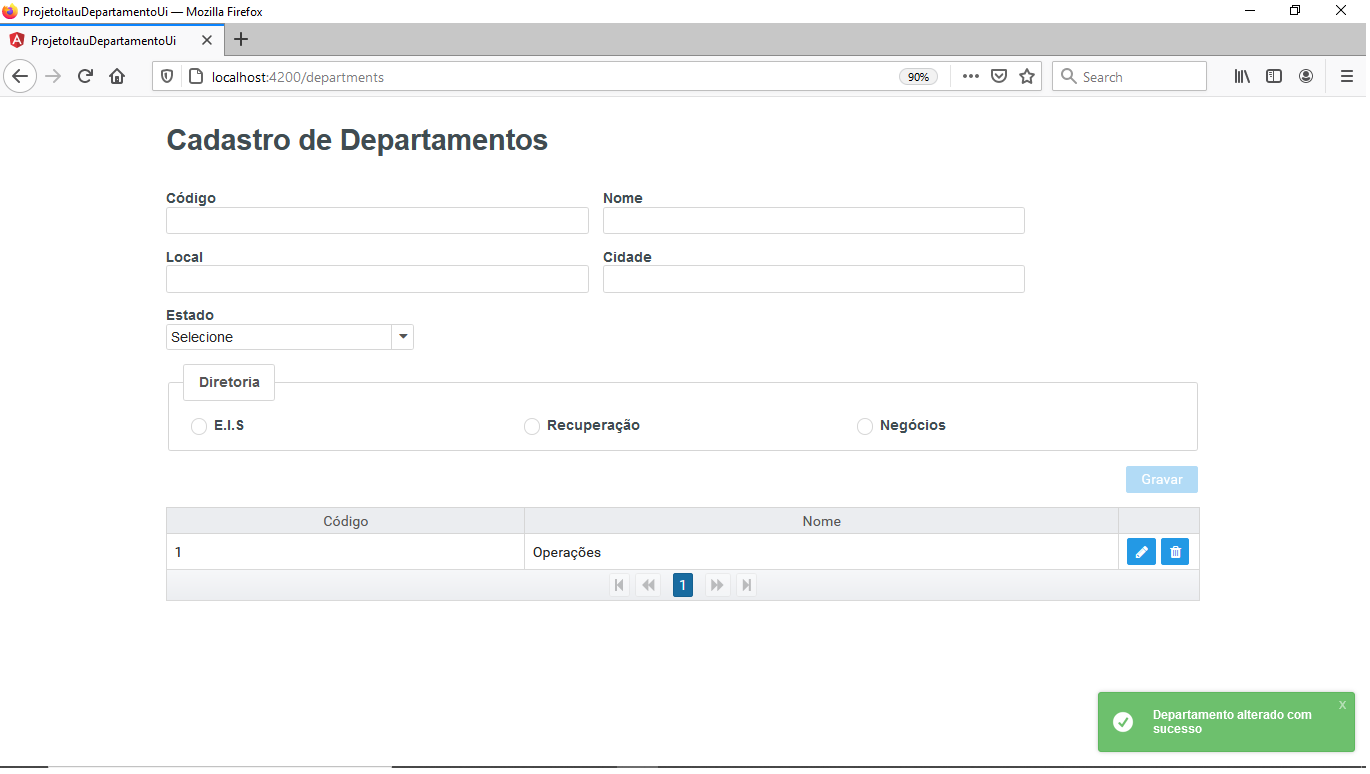 ProjetoItauDepartamentoUi — Mozilla Firefox
ProjetoItauDepartamentoUi
localhost:4200/departments
90%
Search
Cadastro de Departamentos
Código
Nome
Local
Cidade
Estado
Selecione
Diretoria
E.I.S
Recuperação
Negócios
Gravar
Código
Nome
1
Operações
1
Departamento alterado com
sucesso
x